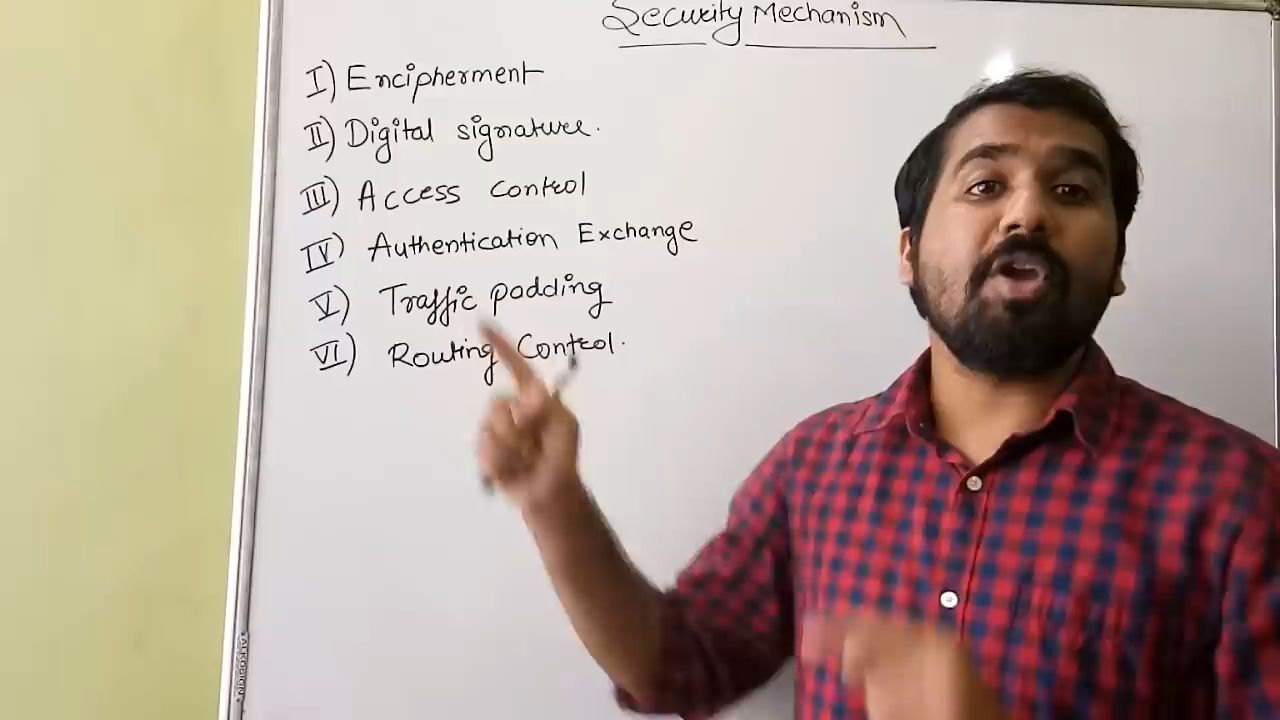 Security Mechanism
I) Encipherment
II) Digital signature.
III) Access control
IV) Authentication Exchange
V) Traffic padding
VI) Routing Control.